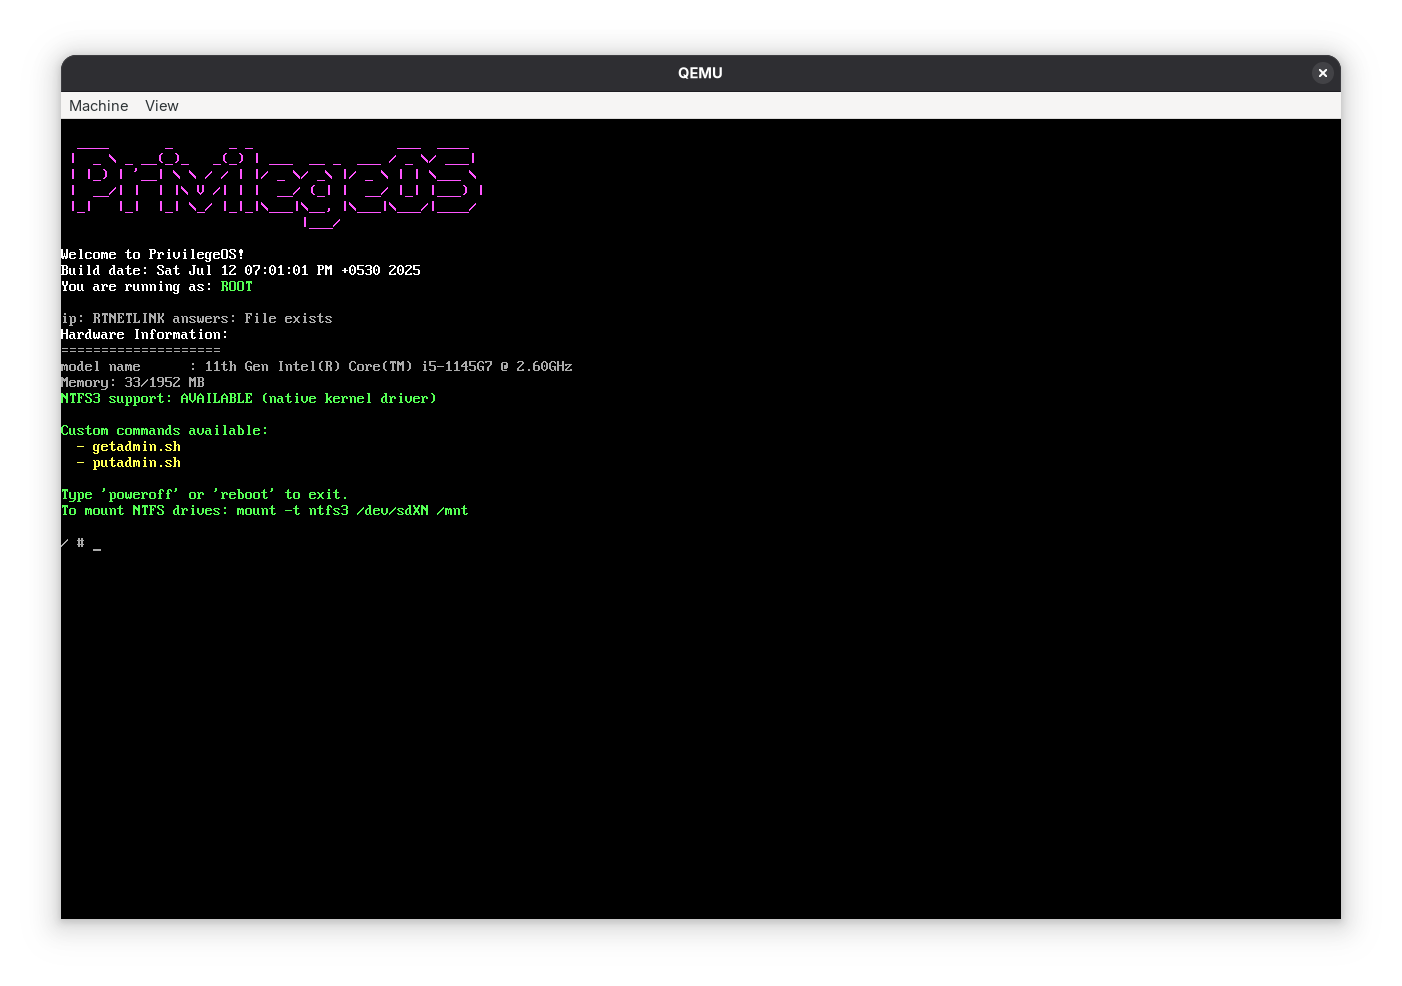 QEMU
Machine View
PrivilegeOS
Welcome to PrivilegeOS!
Build date: Sat Jul 12 07:01:01 PM +0530 2025
You are running as: ROOT
ip: RTNETLINK answers: File exists
Hardware Information:
====================
model name      : 11th Gen Intel(R) Core(TM) i5-1145G7 @ 2.60GHz
Memory: 33/1952 MB
NTFS3 support: AVAILABLE (native kernel driver)
Custom commands available:
  - getadmin.sh
  - putadmin.sh
Type 'poweroff' or 'reboot' to exit.
To mount NTFS drives: mount -t ntfs3 /dev/sdXN /mnt
/ # _